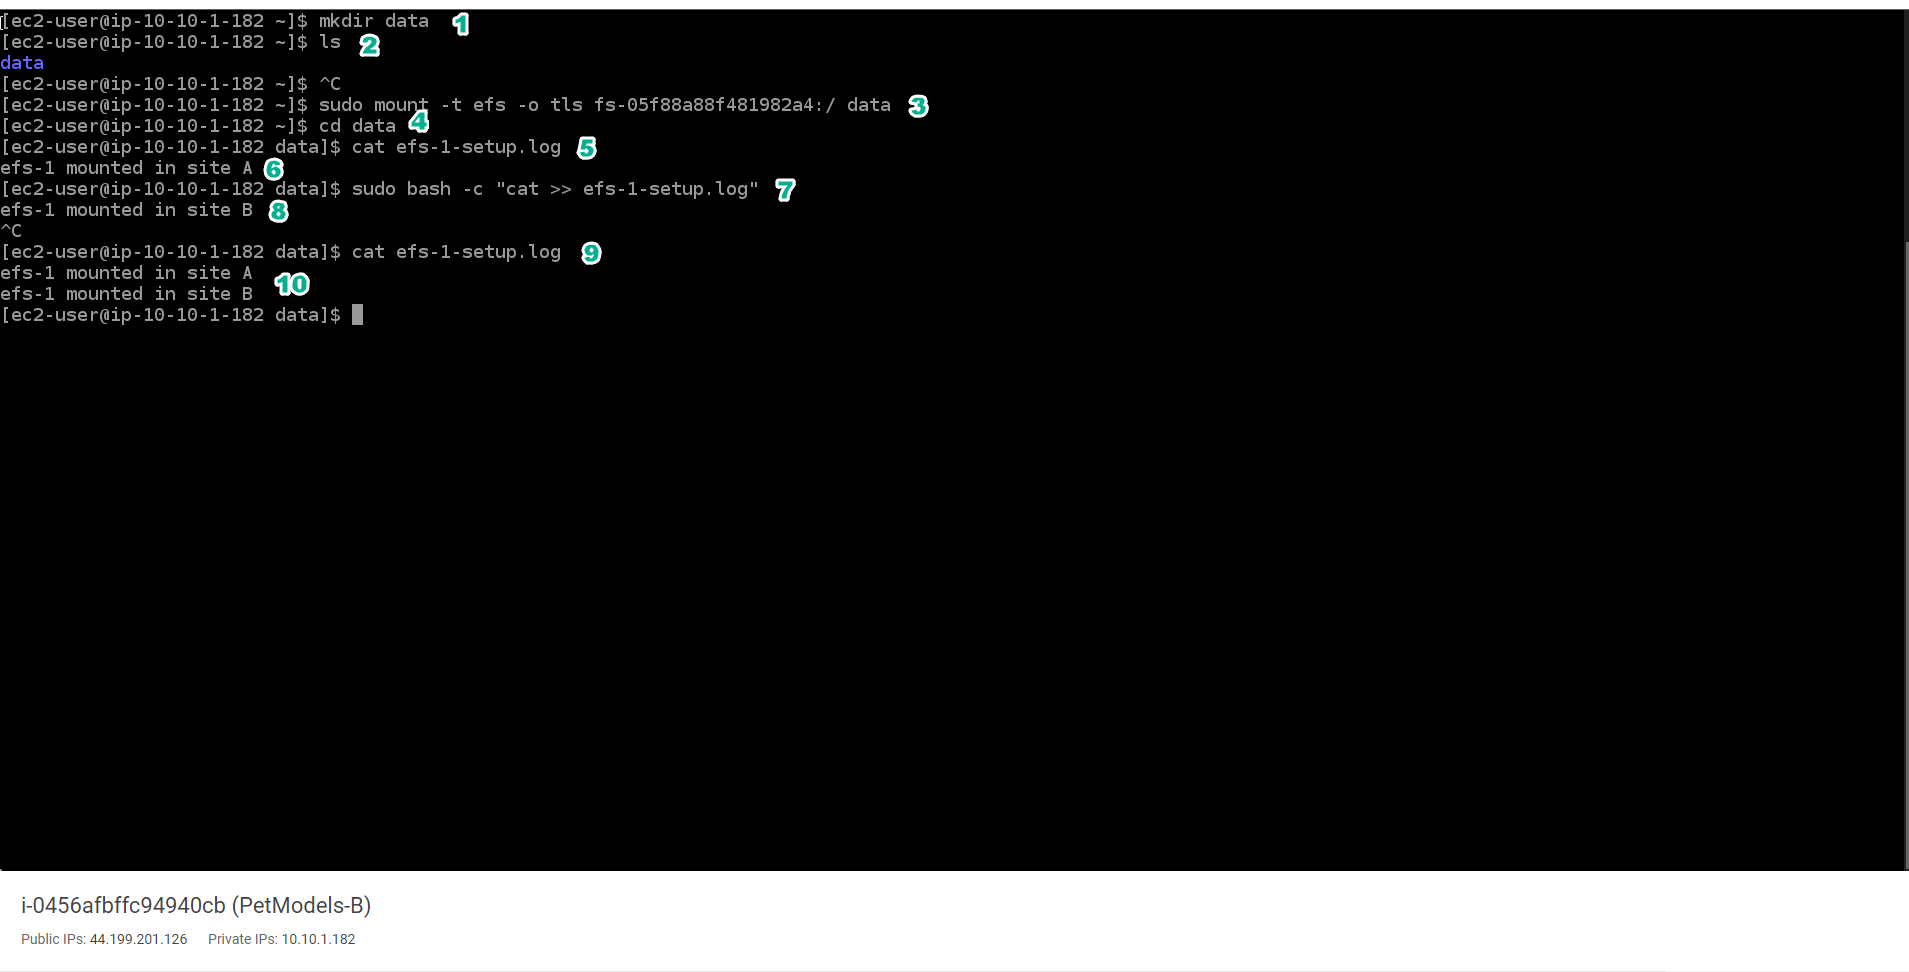 [ec2-user@ip-10-10-1-182 ~]$ mkdir data 1
[ec2-user@ip-10-10-1-182 ~]$ ls 2
data
[ec2-user@ip-10-10-1-182 ~]$ ^C
[ec2-user@ip-10-10-1-182 ~]$ sudo mount -t efs -o tls fs-05f88a88f481982a4:/ data 3
[ec2-user@ip-10-10-1-182 ~]$ cd data 4
[ec2-user@ip-10-10-1-182 data]$ cat efs-1-setup.log 5
efs-1 mounted in site A 6
[ec2-user@ip-10-10-1-182 data]$ sudo bash -c "cat >> efs-1-setup.log" 7
efs-1 mounted in site B 8
^C
[ec2-user@ip-10-10-1-182 data]$ cat efs-1-setup.log 9
efs-1 mounted in site A
10
efs-1 mounted in site B
[ec2-user@ip-10-10-1-182 data]$
i-0456afbffc94940cb (PetModels-B)
Public IPs: 44.199.201.126 Private IPs: 10.10.1.182